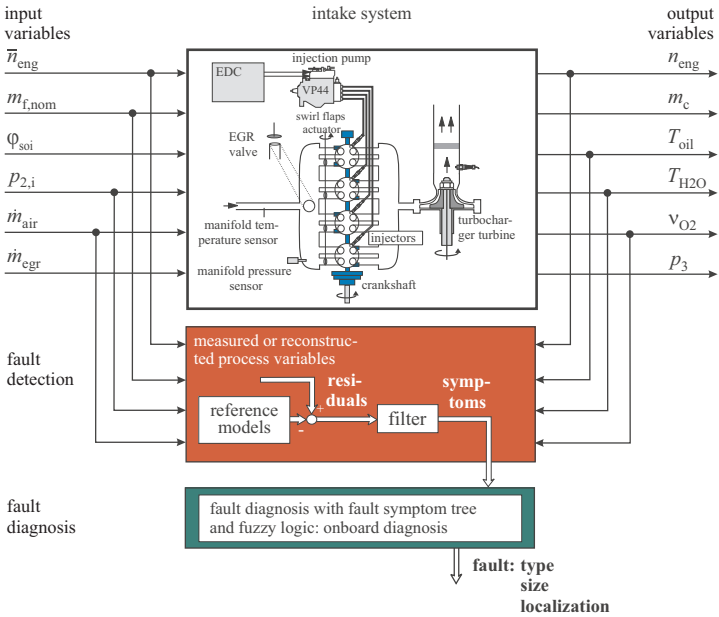 input
variables
intake system
output
variables
n̅eng
mf,nom
φsoi
p2,i
ṁair
ṁegr
EDC
injection pump
VP44
swirl flaps
actuator
EGR
valve
manifold tem-
perature sensor
manifold pressure
sensor
injectors
crankshaft
turbochar-
ger turbine
neng
mc
Toil
TH2O
νO2
p3
fault
detection
measured or reconstruc-
ted process variables
resi-
duals
symp-
toms
reference
models
+
-
filter
fault
diagnosis
fault diagnosis with fault symptom tree
and fuzzy logic: onboard diagnosis
fault: type
size
localization